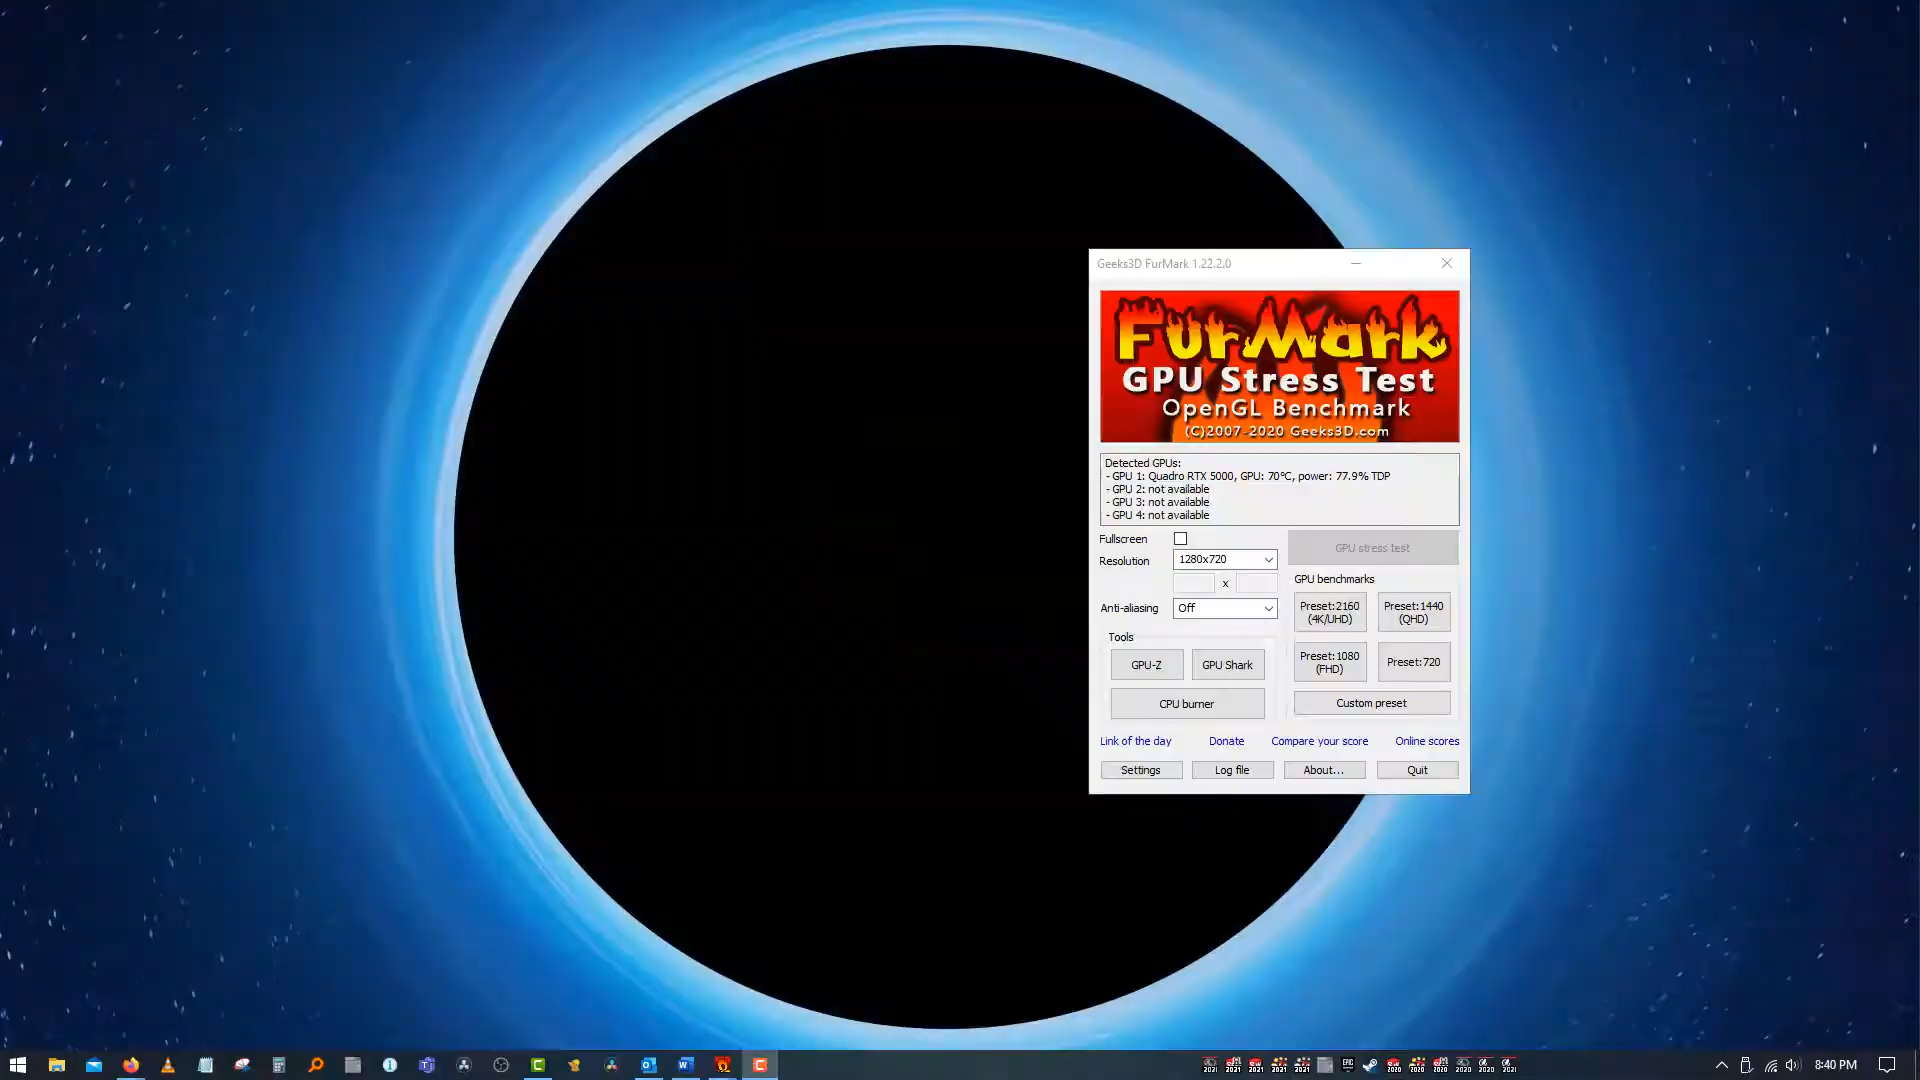 Geeks3D FurMark 1.22.2.0
FurMark
GPU Stress Test
OpenGL Benchmark
(C)2007-2020 Geeks3D.com
Detected GPUs:
- GPU 1: Quadro RTX 5000, GPU: 70°C, power: 77.9% TDP
- GPU 2: not available
- GPU 3: not available
- GPU 4: not available
Fullscreen
GPU stress test
Resolution
1280x720
x
GPU benchmarks
Anti-aliasing
Off
Preset:2160
(4K/UHD)
Preset:1440
(QHD)
Tools
GPU-Z
GPU Shark
Preset:1080
(FHD)
Preset:720
CPU burner
Custom preset
Link of the day
Donate
Compare your score
Online scores
Settings
Log file
About...
Quit
8:40 PM